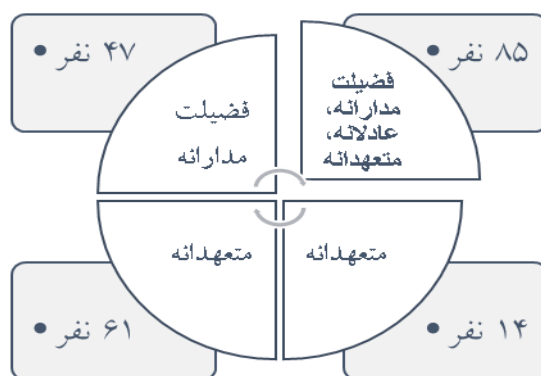 ۸۵ نفر •
فضیلت
مدارانه،
عادلانه،
متعهدانه
۴۷ نفر •
فضیلت
مدارانه
متعهدانه
۱۴ نفر •
متعهدانه
۶۱ نفر •